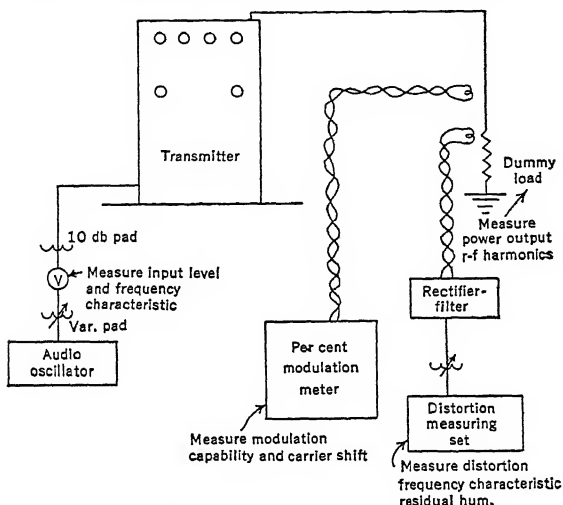 Transmitter
Dummy
load
Measure
power output
r-f harmonics
10 db pad
V
Measure input level
and frequency
characteristic
Var. pad
Audio
oscillator
Rectifier-
filter
Per cent
modulation
meter
Measure modulation
capability and carrier shift
Distortion
measuring
set
Measure distortion
frequency characteristic
residual hum.